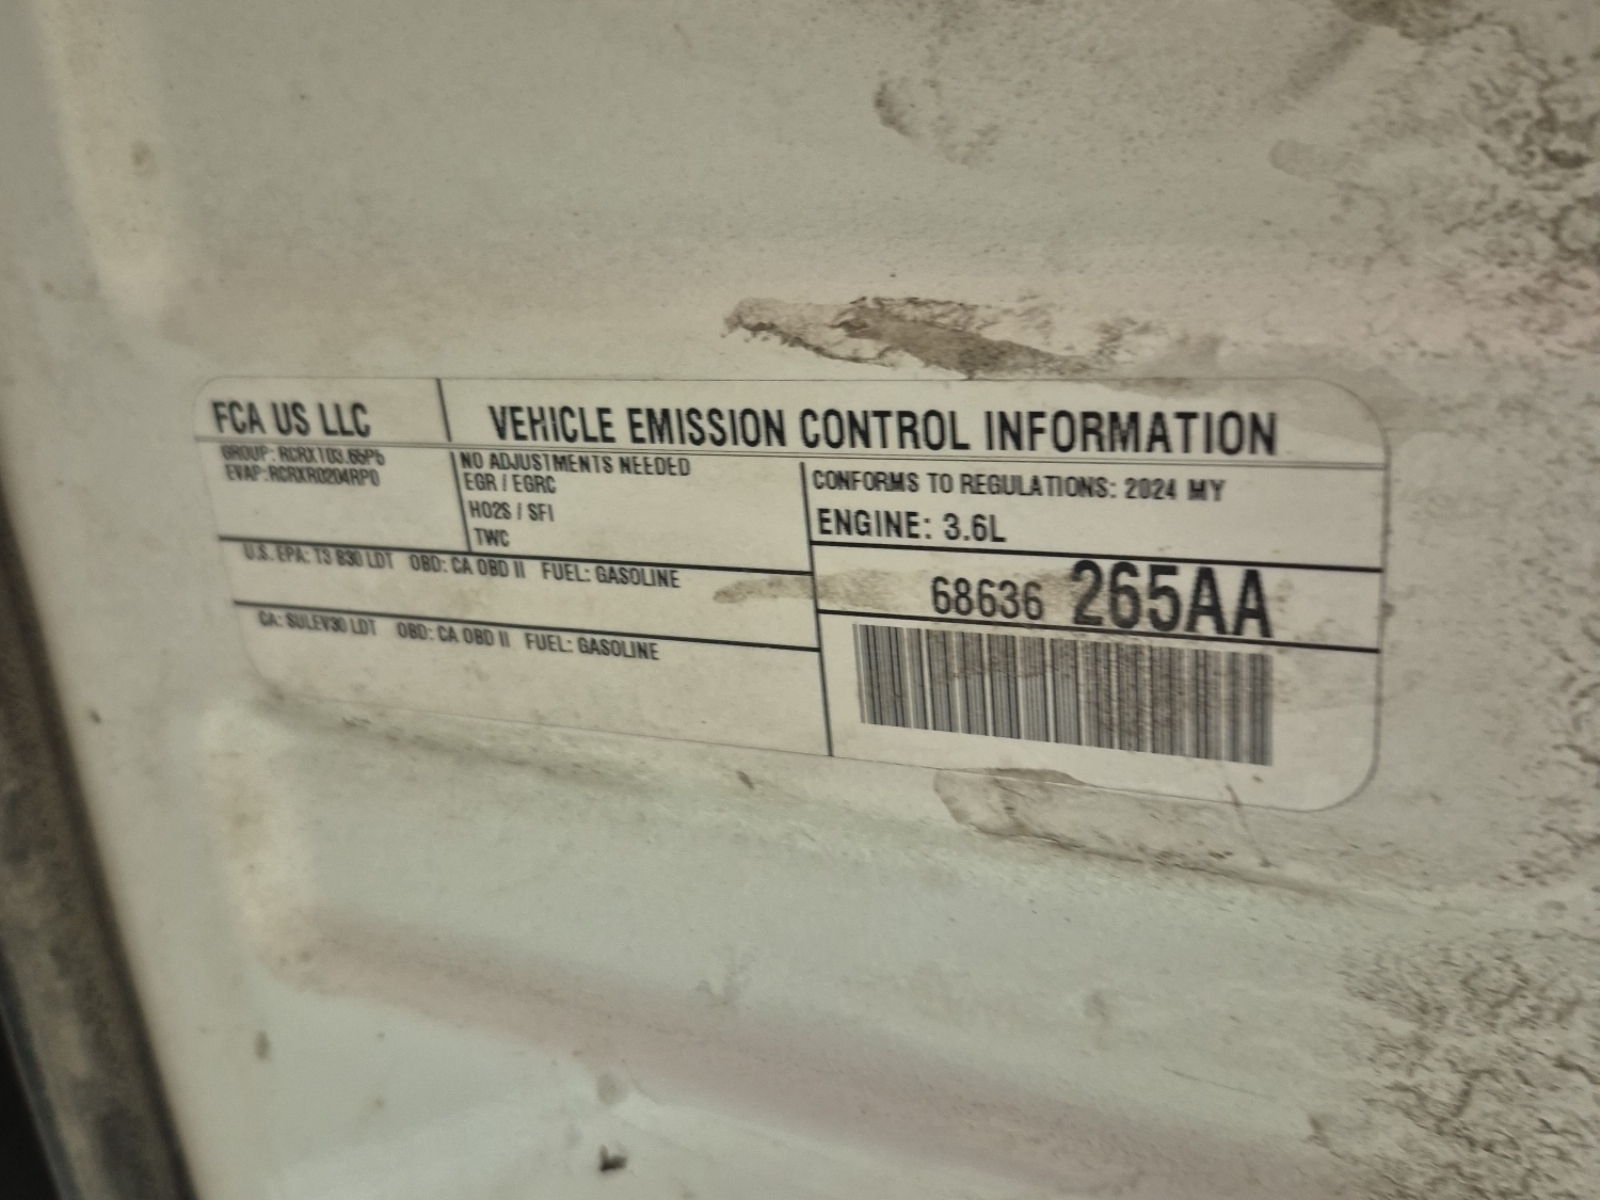 FCA US LLC
VEHICLE EMISSION CONTROL INFORMATION
GROUP: RCRXT03.65P5
EVAP: RCRXR0204RP0
NO ADJUSTMENTS NEEDED
EGR / EGRC
HO2S / SFI
TWC
CONFORMS TO REGULATIONS: 2024 MY
ENGINE: 3.6L
U.S. EPA: T3 B30 LDT OBD: CA OBD II FUEL: GASOLINE
CA: SULEV30 LDT OBD: CA OBD II FUEL: GASOLINE
68636 265AA